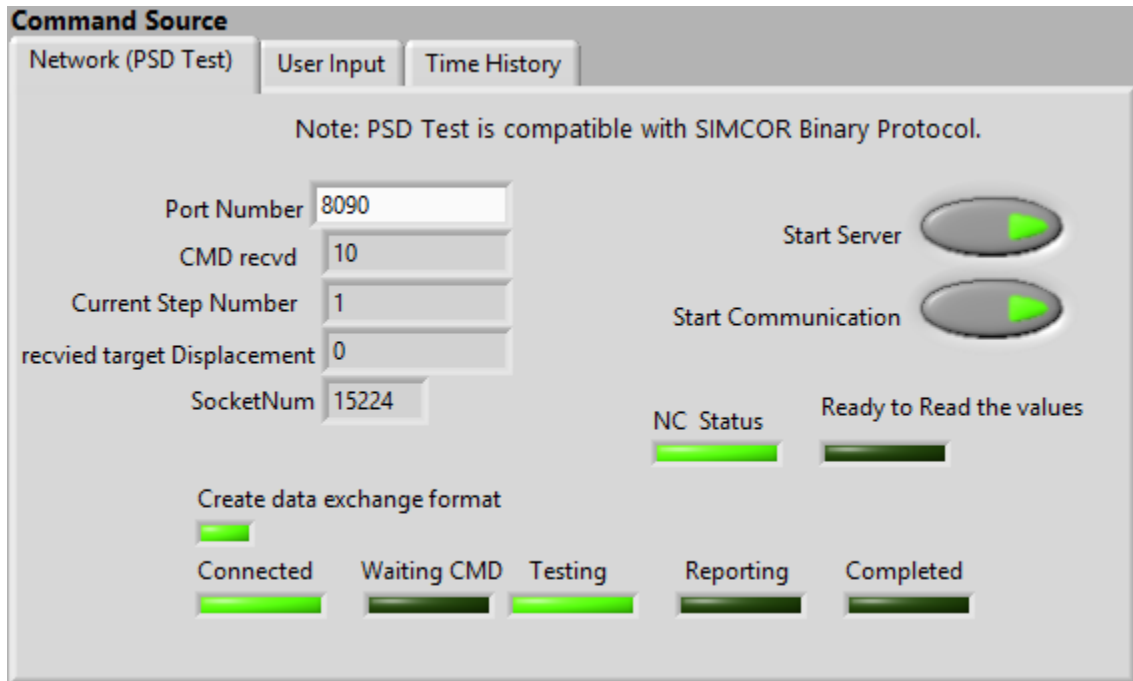 Command Source
Network (PSD Test) User Input Time History
Note: PSD Test is compatible with SIMCOR Binary Protocol.
Port Number 8090
CMD recvd 10
Current Step Number 1
recvied target Displacement 0
SocketNum 15224
Start Server
Start Communication
NC Status
Ready to Read the values
Create data exchange format
Connected Waiting CMD Testing Reporting Completed